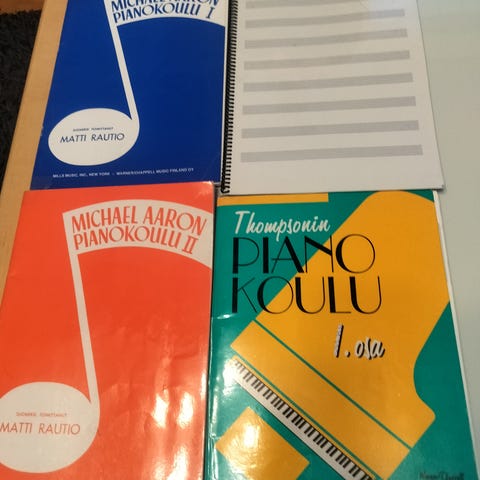 MICHAEL AARON
PIANOKOULU I
SUOMEKSI TOIMITTANUT
MATTI RAUTIO
MILLS MUSIC, INC., NEW YORK - WARNER/CHAPPELL MUSIC FINLAND OY
MICHAEL AARON
PIANOKOULU II
SUOMEKSI TOIMITTANUT
MATTI RAUTIO
Thompsonin
PIANO
KOULU
1. osa